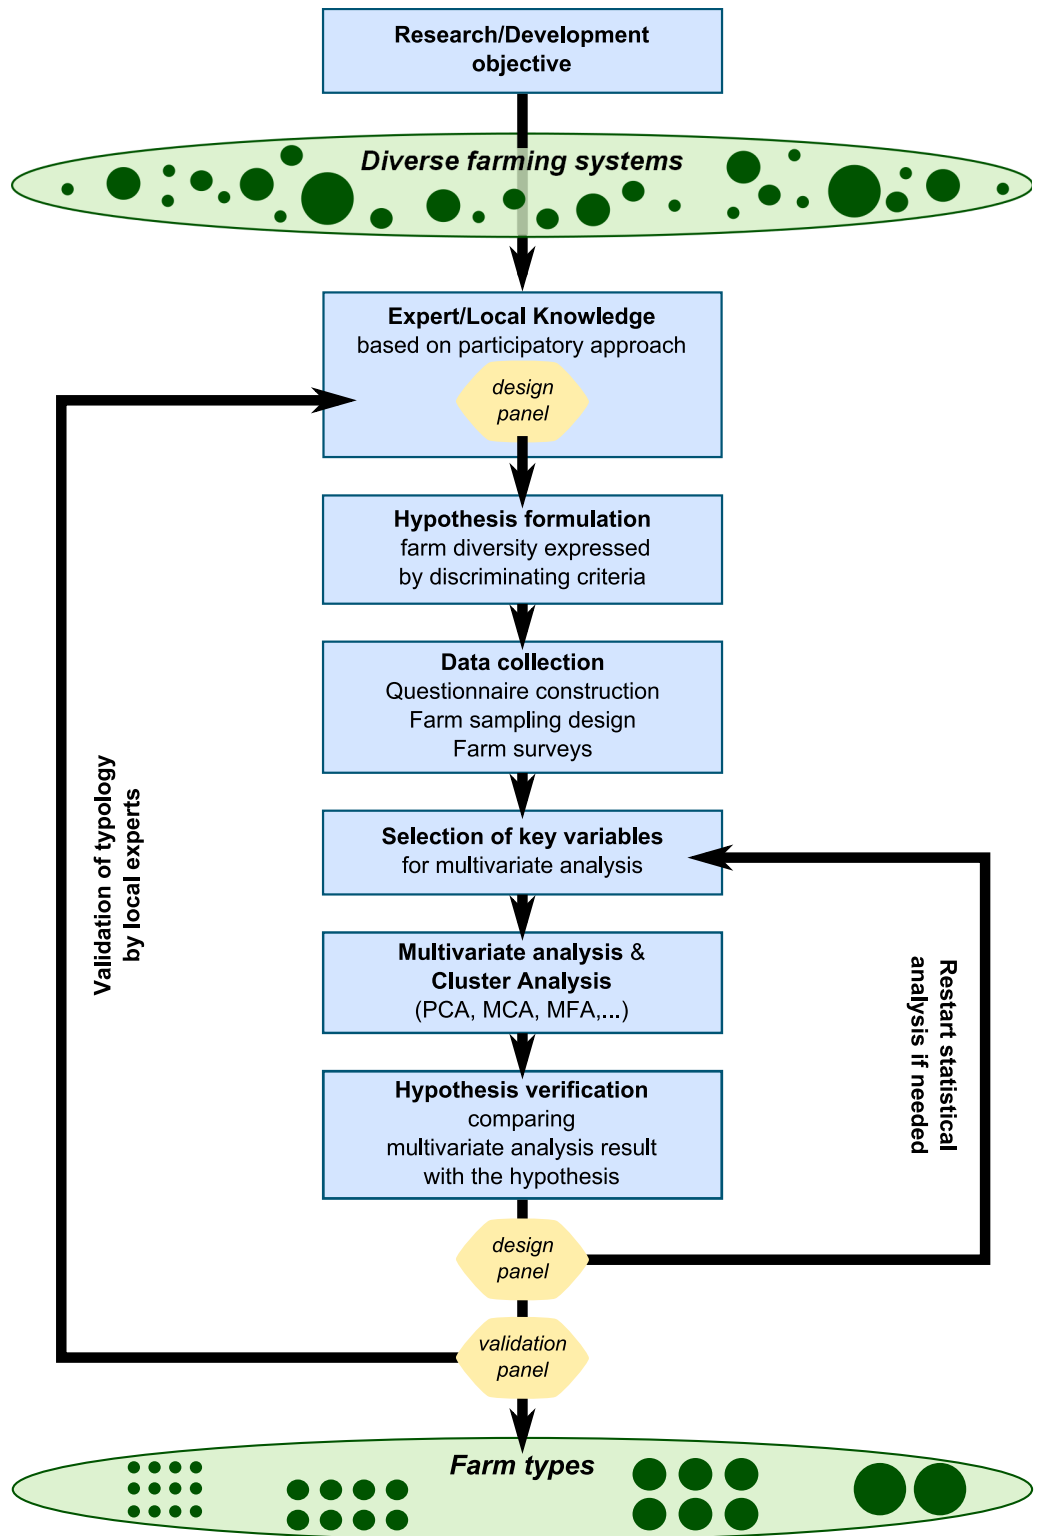 Research/Development
objective
Diverse farming systems
Expert/Local Knowledge
based on participatory approach
design
panel
Hypothesis formulation
farm diversity expressed
by discriminating criteria
Data collection
Questionnaire construction
Farm sampling design
Farm surveys
Validation of typology
by local experts
Selection of key variables
for multivariate analysis
Multivariate analysis &
Cluster Analysis
(PCA, MCA, MFA,...)
Restart statistical
analysis if needed
Hypothesis verification
comparing
multivariate analysis result
with the hypothesis
design
panel
validation
panel
Farm types